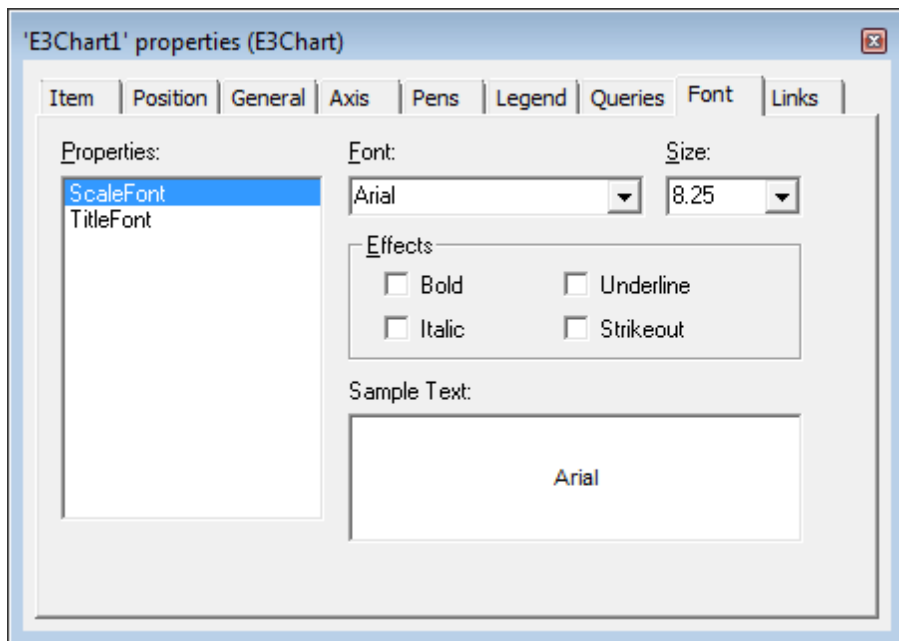 'E3Chart1' properties (E3Chart)
Item Position General Axis Pens Legend Queries Font Links
Properties: Font: Size:
ScaleFont Arial 8.25
TitleFont
Effects
Bold Underline
Italic Strikeout
Sample Text:
Arial